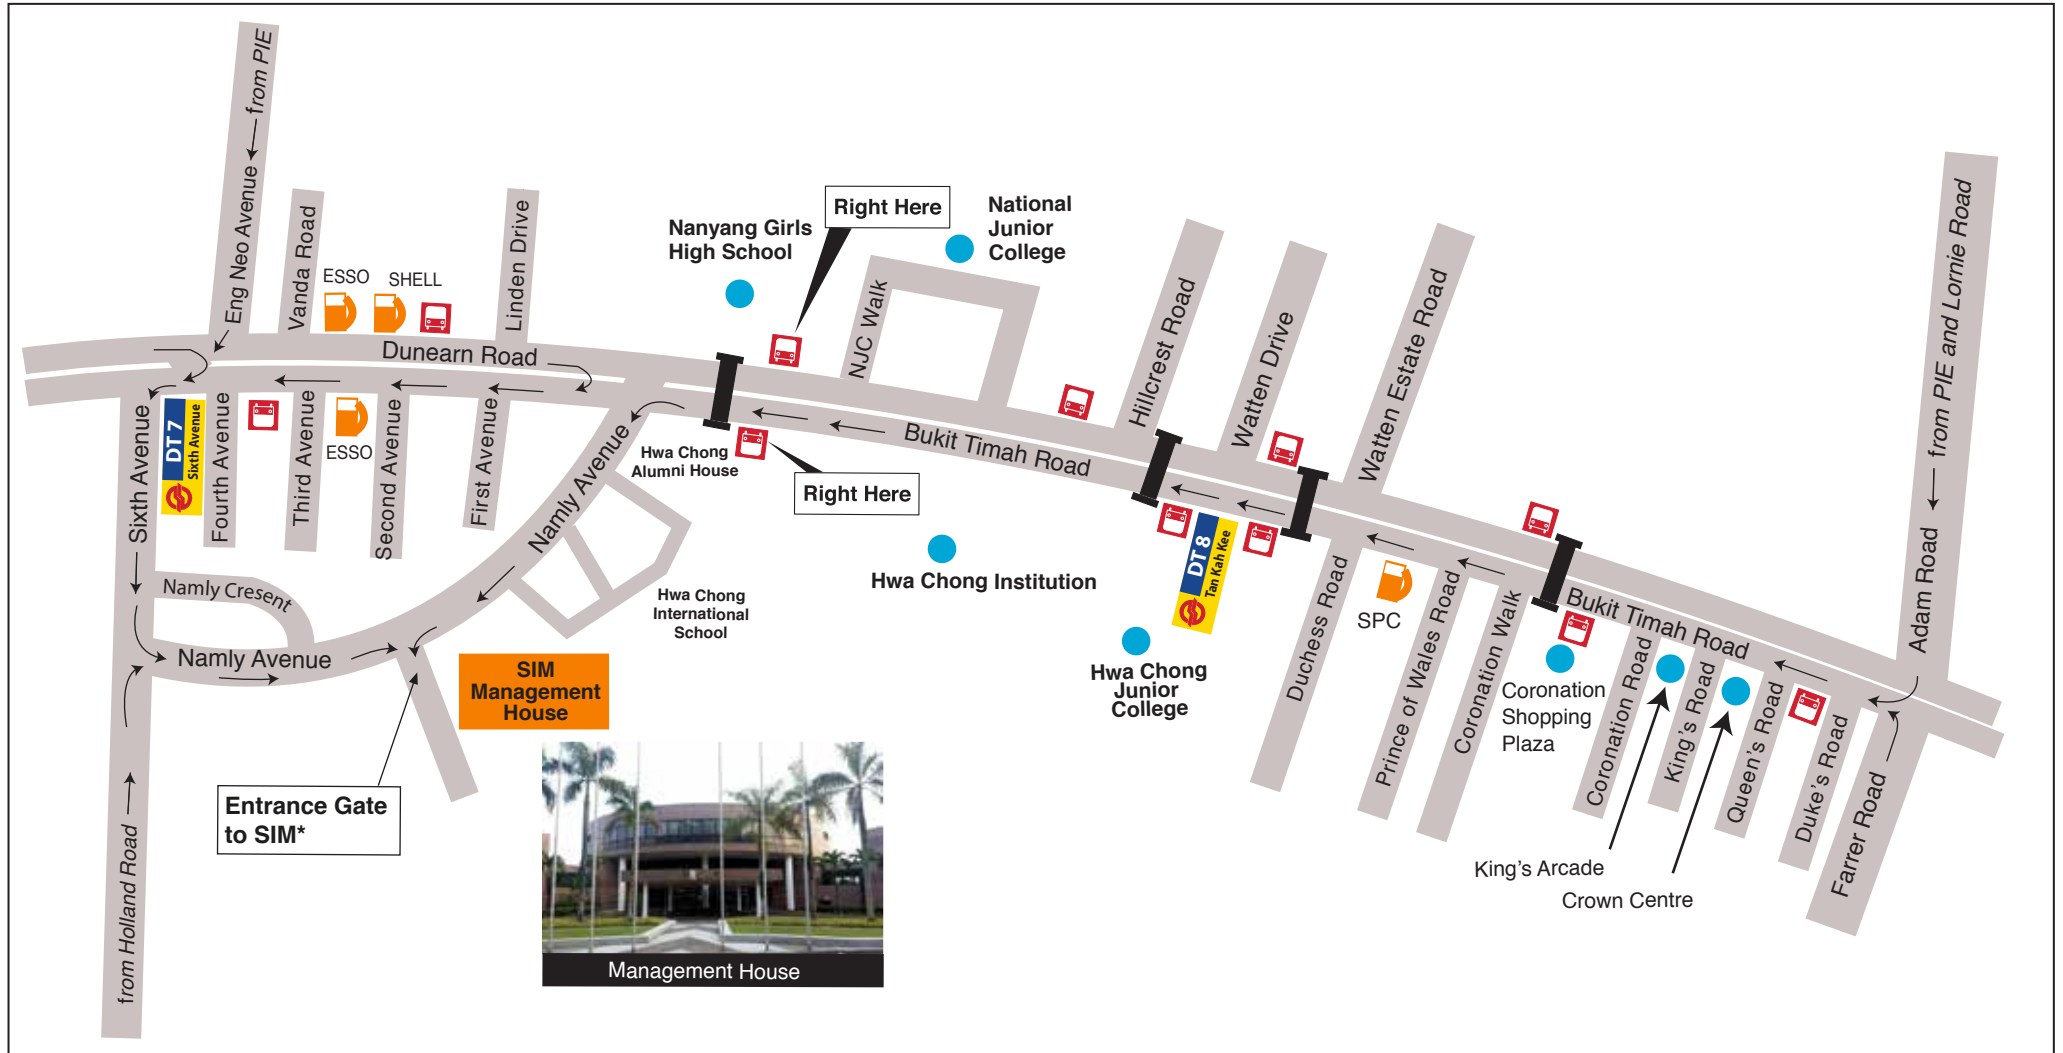 from PIE
Eng Neo Avenue
Vanda Road
ESSO
SHELL
Linden Drive
Dunearn Road
Nanyang Girls
High School
Right Here
National
Junior
College
NJC Walk
Hillcrest Road
Watten Drive
Watten Estate Road
from PIE and Lornie Road
Adam Road
Sixth Avenue
DT 7
Sixth Avenue
Fourth Avenue
Third Avenue
ESSO
Second Avenue
First Avenue
Namly Avenue
Hwa Chong
Alumni House
Right Here
Bukit Timah Road
Hwa Chong Institution
DT 8
Tan Kah Kee
Hwa Chong
Junior
College
Duchess Road
SPC
Prince of Wales Road
Coronation Walk
Bukit Timah Road
Coronation
Shopping
Plaza
Coronation Road
King's Road
Queen's Road
Duke's Road
Farrer Road
King's Arcade
Crown Centre
Namly Cresent
Namly Avenue
Hwa Chong
International
School
SIM
Management
House
Entrance Gate
to SIM*
from Holland Road
Management House